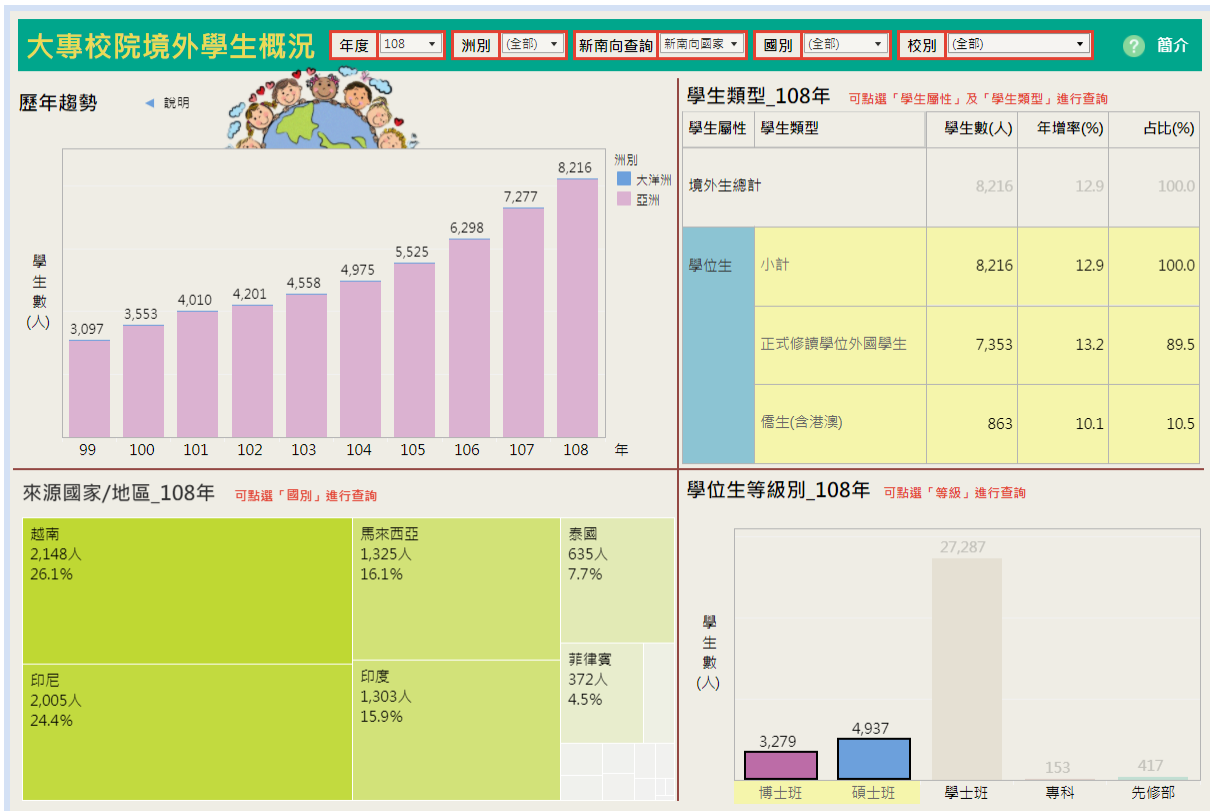 大專校院境外學生概況 年度 108 洲別 (全部) 新南向查詢 新南向國家 國別 (全部) 校別 (全部) ? 簡介
歷年趨勢 說明
學生數(人)
3,097
3,553
4,010
4,201
4,558
4,975
5,525
6,298
7,277
8,216
99 100 101 102 103 104 105 106 107 108 年
洲別
大洋洲
亞洲
學生類型_108年 可點選「學生屬性」及「學生類型」進行查詢
學生屬性 學生類型 學生數(人) 年增率(%) 占比(%)
境外生總計 8,216 12.9 100.0
學位生 小計 8,216 12.9 100.0
正式修讀學位外國學生 7,353 13.2 89.5
僑生(含港澳) 863 10.1 10.5
來源國家/地區_108年 可點選「國別」進行查詢
越南
2,148人
26.1%
印尼
2,005人
24.4%
馬來西亞
1,325人
16.1%
印度
1,303人
15.9%
泰國
635人
7.7%
菲律賓
372人
4.5%
學位生等級別_108年 可點選「等級」進行查詢
學生數(人)
3,279
4,937
27,287
153
417
博士班 碩士班 學士班 專科 先修部